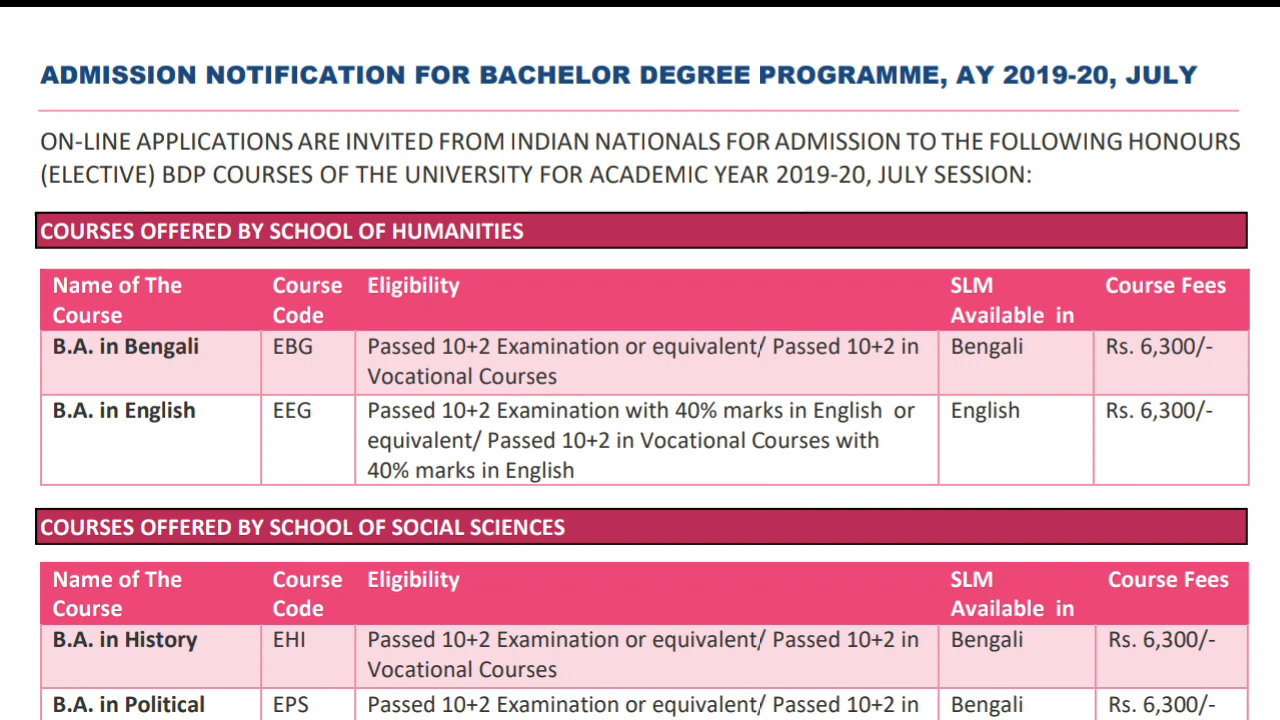 ADMISSION NOTIFICATION FOR BACHELOR DEGREE PROGRAMME, AY 2019-20, JULY
ON-LINE APPLICATIONS ARE INVITED FROM INDIAN NATIONALS FOR ADMISSION TO THE FOLLOWING HONOURS
(ELECTIVE) BDP COURSES OF THE UNIVERSITY FOR ACADEMIC YEAR 2019-20, JULY SESSION:
COURSES OFFERED BY SCHOOL OF HUMANITIES
Name of The Course Eligibility SLM Course Fees
Course Code Available in
B.A. in Bengali EBG Passed 10+2 Examination or equivalent/ Passed 10+2 in Bengali Rs. 6,300/-
Vocational Courses
B.A. in English EEG Passed 10+2 Examination with 40% marks in English or English Rs. 6,300/-
equivalent/ Passed 10+2 in Vocational Courses with
40% marks in English
COURSES OFFERED BY SCHOOL OF SOCIAL SCIENCES
Name of The Course Eligibility SLM Course Fees
Course Code Available in
B.A. in History EHI Passed 10+2 Examination or equivalent/ Passed 10+2 in Bengali Rs. 6,300/-
Vocational Courses
B.A. in Political EPS Passed 10+2 Examination or equivalent/ Passed 10+2 in Bengali Rs. 6,300/-